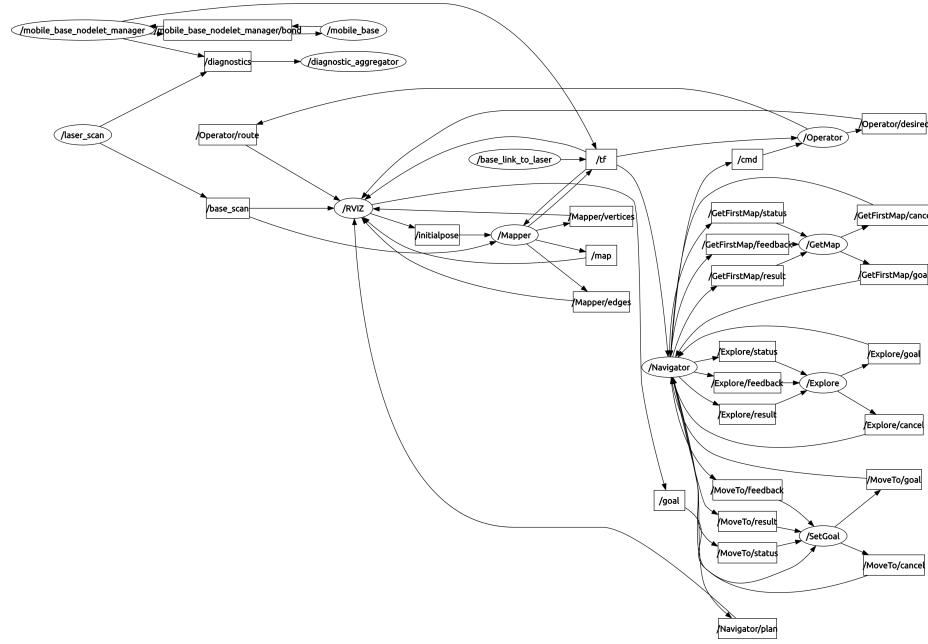 /mobile_base_nodelet_manager
/mobile_base_nodelet_manager/bond
/mobile_base
/diagnostics
/diagnostic_aggregator
/laser_scan
/Operator/route
/Operator
/Operator/desired
/base_link_to_laser
/tf
/cmd
/base_scan
/RVIZ
/initialpose
/Mapper
/Mapper/vertices
/map
/Mapper/edges
/GetFirstMap/status
/GetFirstMap/feedback
/GetFirstMap/result
/GetMap
/GetFirstMap/cance
/GetFirstMap/goa
/Navigator
/Explore/status
/Explore/feedback
/Explore/result
/Explore
/Explore/goal
/Explore/cancel
/goal
/MoveTo/feedback
/MoveTo/result
/MoveTo/status
/SetGoal
/MoveTo/goal
/MoveTo/cancel
/Navigator/plan